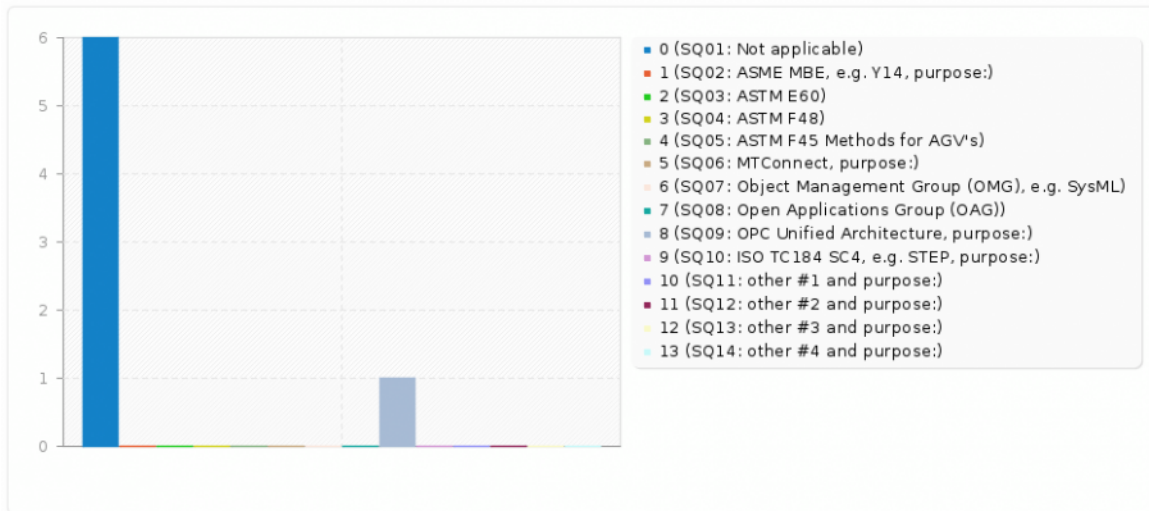 6
5
4
3
2
1
0
0 (SQ01: Not applicable)
1 (SQ02: ASME MBE, e.g. Y14, purpose:)
2 (SQ03: ASTM E60)
3 (SQ04: ASTM F48)
4 (SQ05: ASTM F45 Methods for AGV's)
5 (SQ06: MTConnect, purpose:)
6 (SQ07: Object Management Group (OMG), e.g. SysML)
7 (SQ08: Open Applications Group (OAG))
8 (SQ09: OPC Unified Architecture, purpose:)
9 (SQ10: ISO TC184 SC4, e.g. STEP, purpose:)
10 (SQ11: other #1 and purpose:)
11 (SQ12: other #2 and purpose:)
12 (SQ13: other #3 and purpose:)
13 (SQ14: other #4 and purpose:)